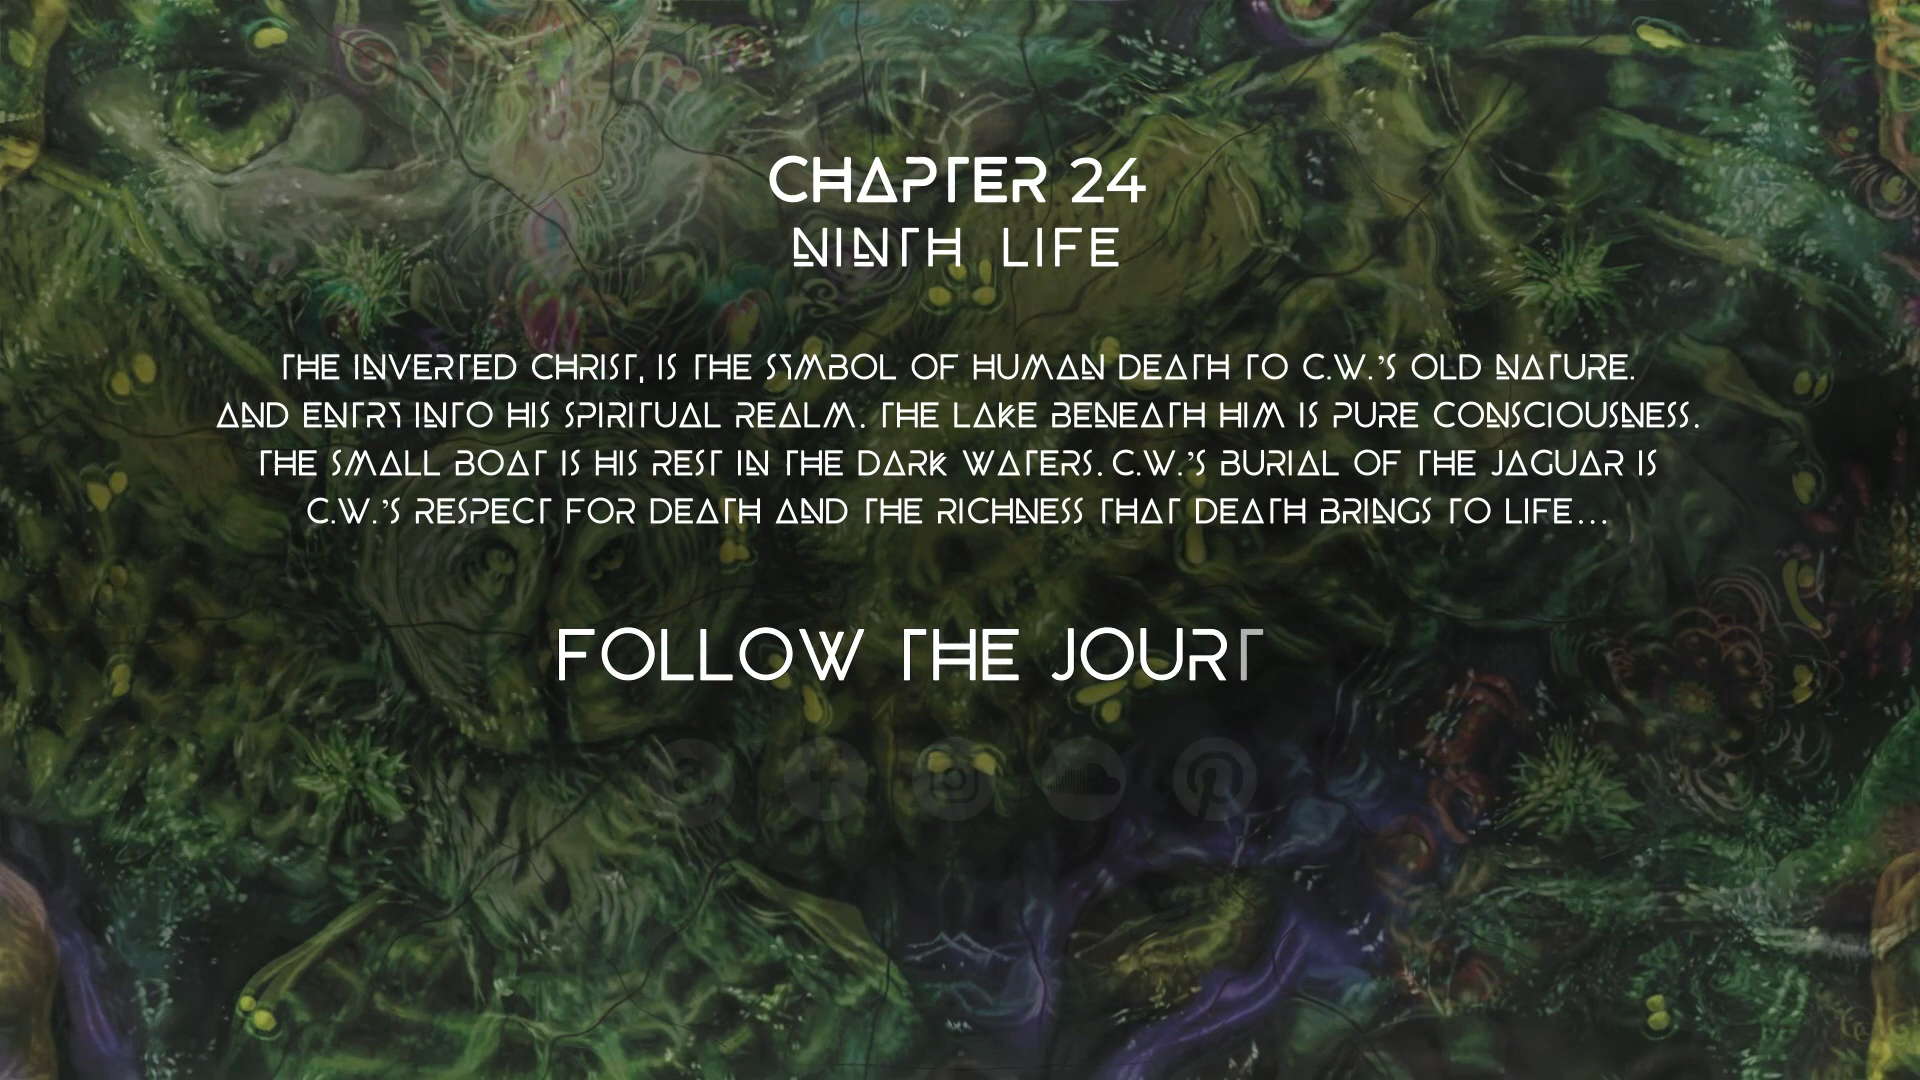 CHAPTER 24
NINTH LIFE
THE INVERTED CHRIST, IS THE SYMBOL OF HUMAN DEATH TO C.W.'S OLD NATURE.
AND ENTRY INTO HIS SPIRITUAL REALM. THE LAKE BENEATH HIM IS PURE CONSCIOUSNESS.
THE SMALL BOAT IS HIS REST IN THE DARK WATERS. C.W.'S BURIAL OF THE JAGUAR IS
C.W.'S RESPECT FOR DEATH AND THE RICHNESS THAT DEATH BRINGS TO LIFE...
FOLLOW THE JOURT